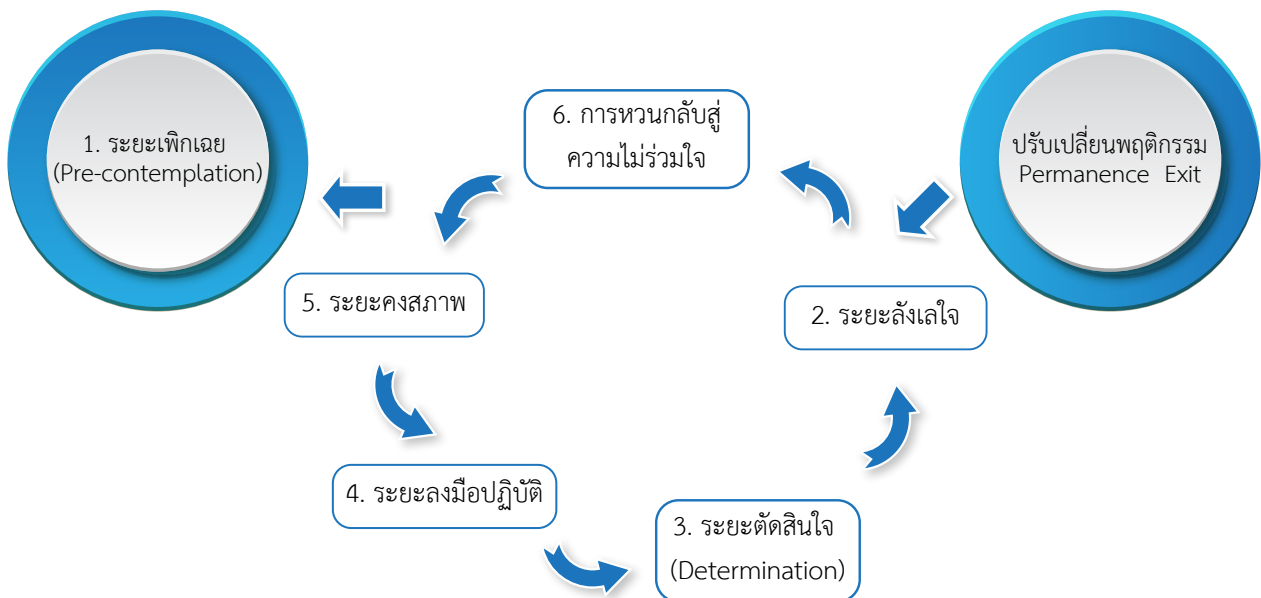 1. ระยะเพิกเฉย
(Pre-contemplation)
6. การหวนกลับสู่
ความไม่ร่วมใจ
ปรับเปลี่ยนพฤติกรรม
Permanence Exit
5. ระยะคงสภาพ
2. ระยะลังเลใจ
4. ระยะลงมือปฏิบัติ
3. ระยะตัดสินใจ
(Determination)